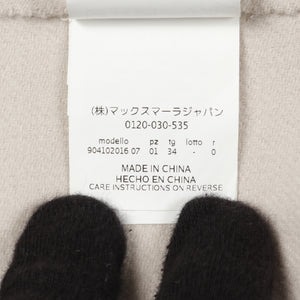 (株)マックスマーラジャパン
0120-030-535
modello pz tg lotto r
904102016 07 01 34 - 0
MADE IN CHINA
HECHO EN CHINA
CARE INSTRUCTIONS ON REVERSE